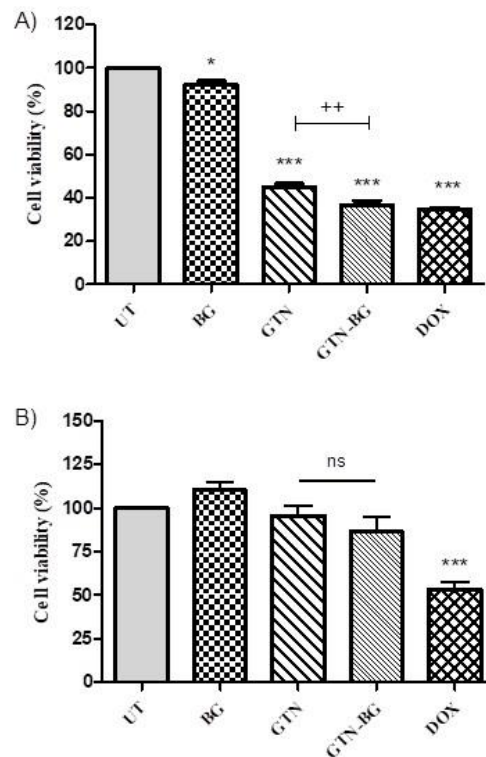 A)
Cell viability (%)
120
100
80
60
40
20
0
*
++
***
***
***
UT
BG
GTN
GTN-BG
DOX
B)
Cell viability (%)
150
125
100
75
50
25
0
ns
***
UT
BG
GTN
GTN-BG
DOX